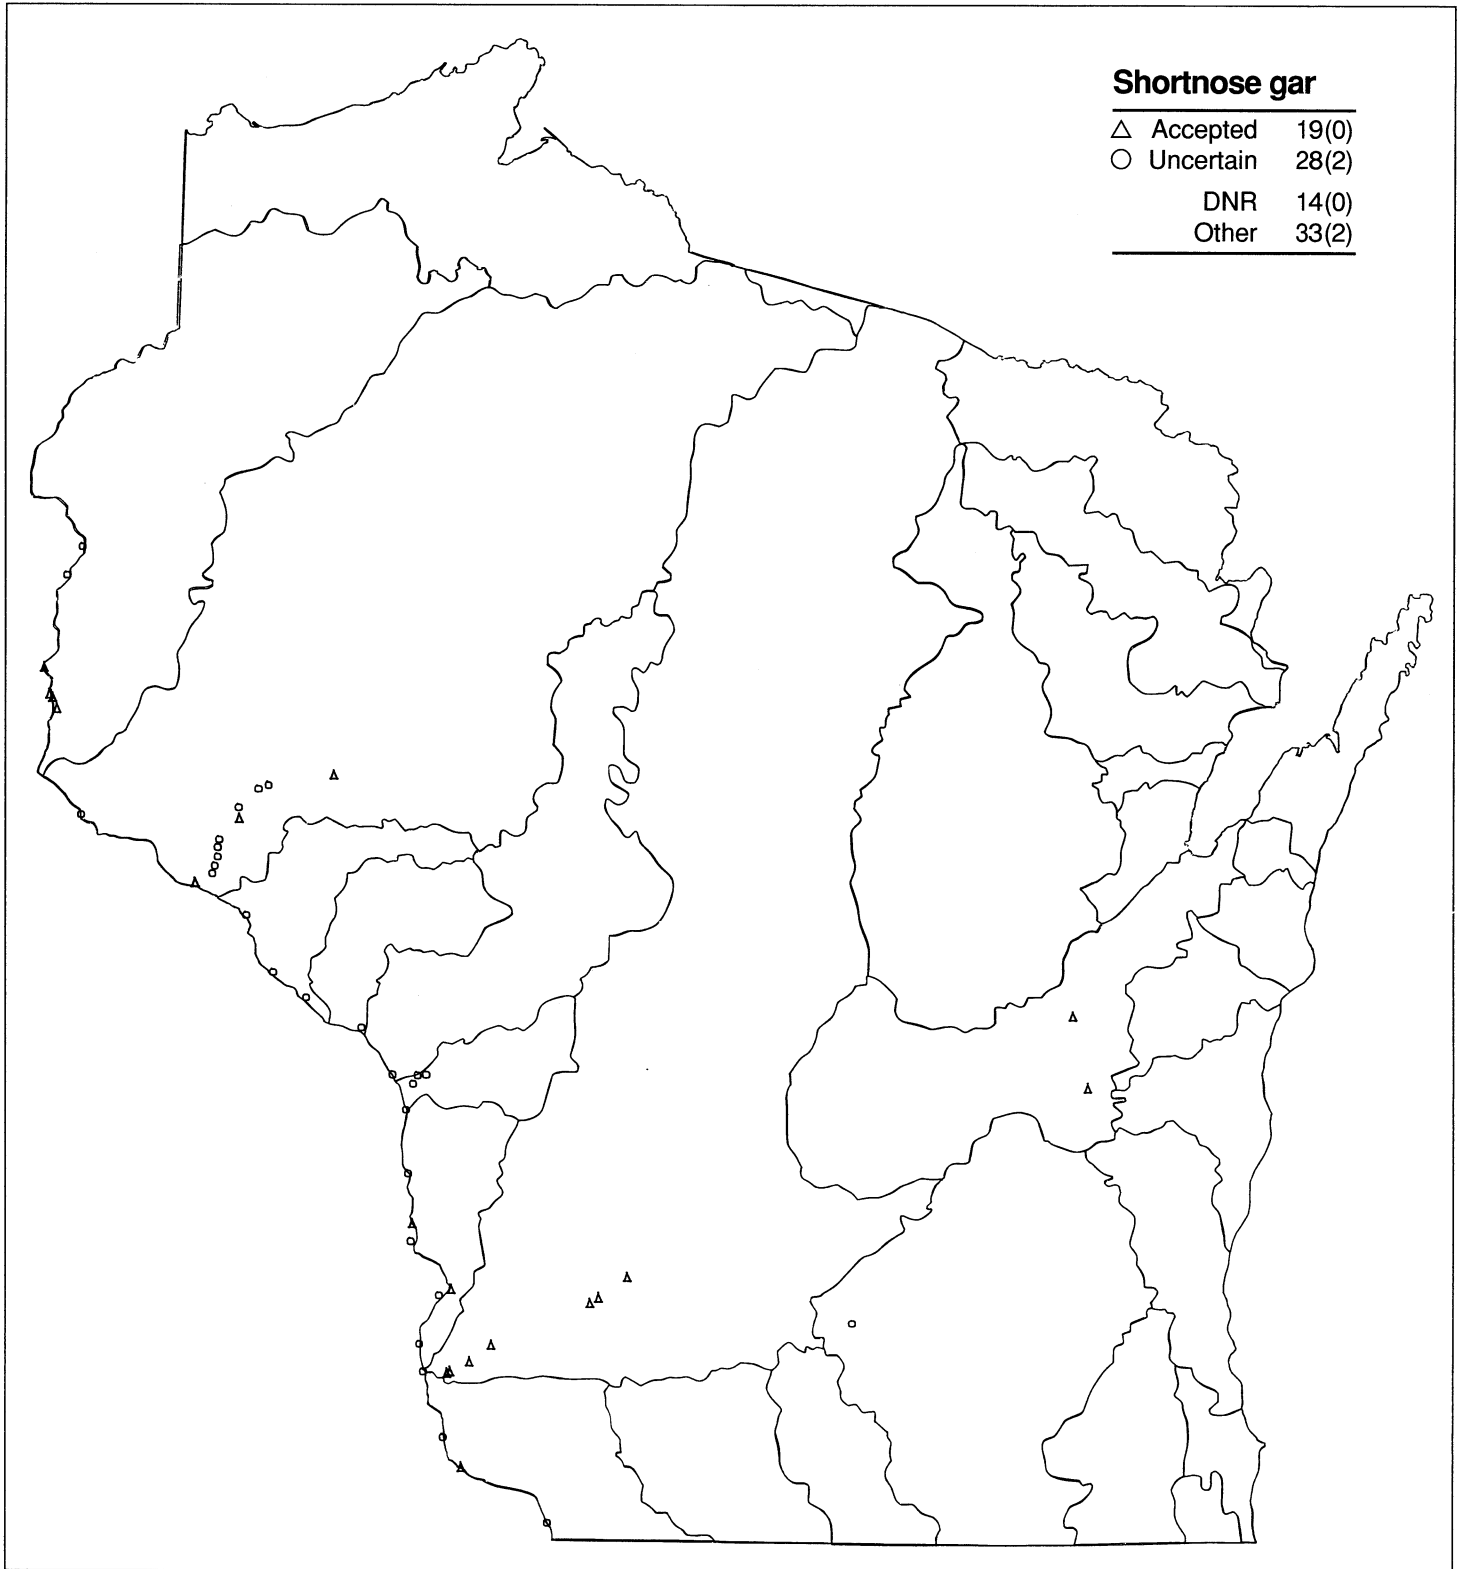 Shortnose gar
△ Accepted 19(0)
○ Uncertain 28(2)
DNR 14(0)
Other 33(2)